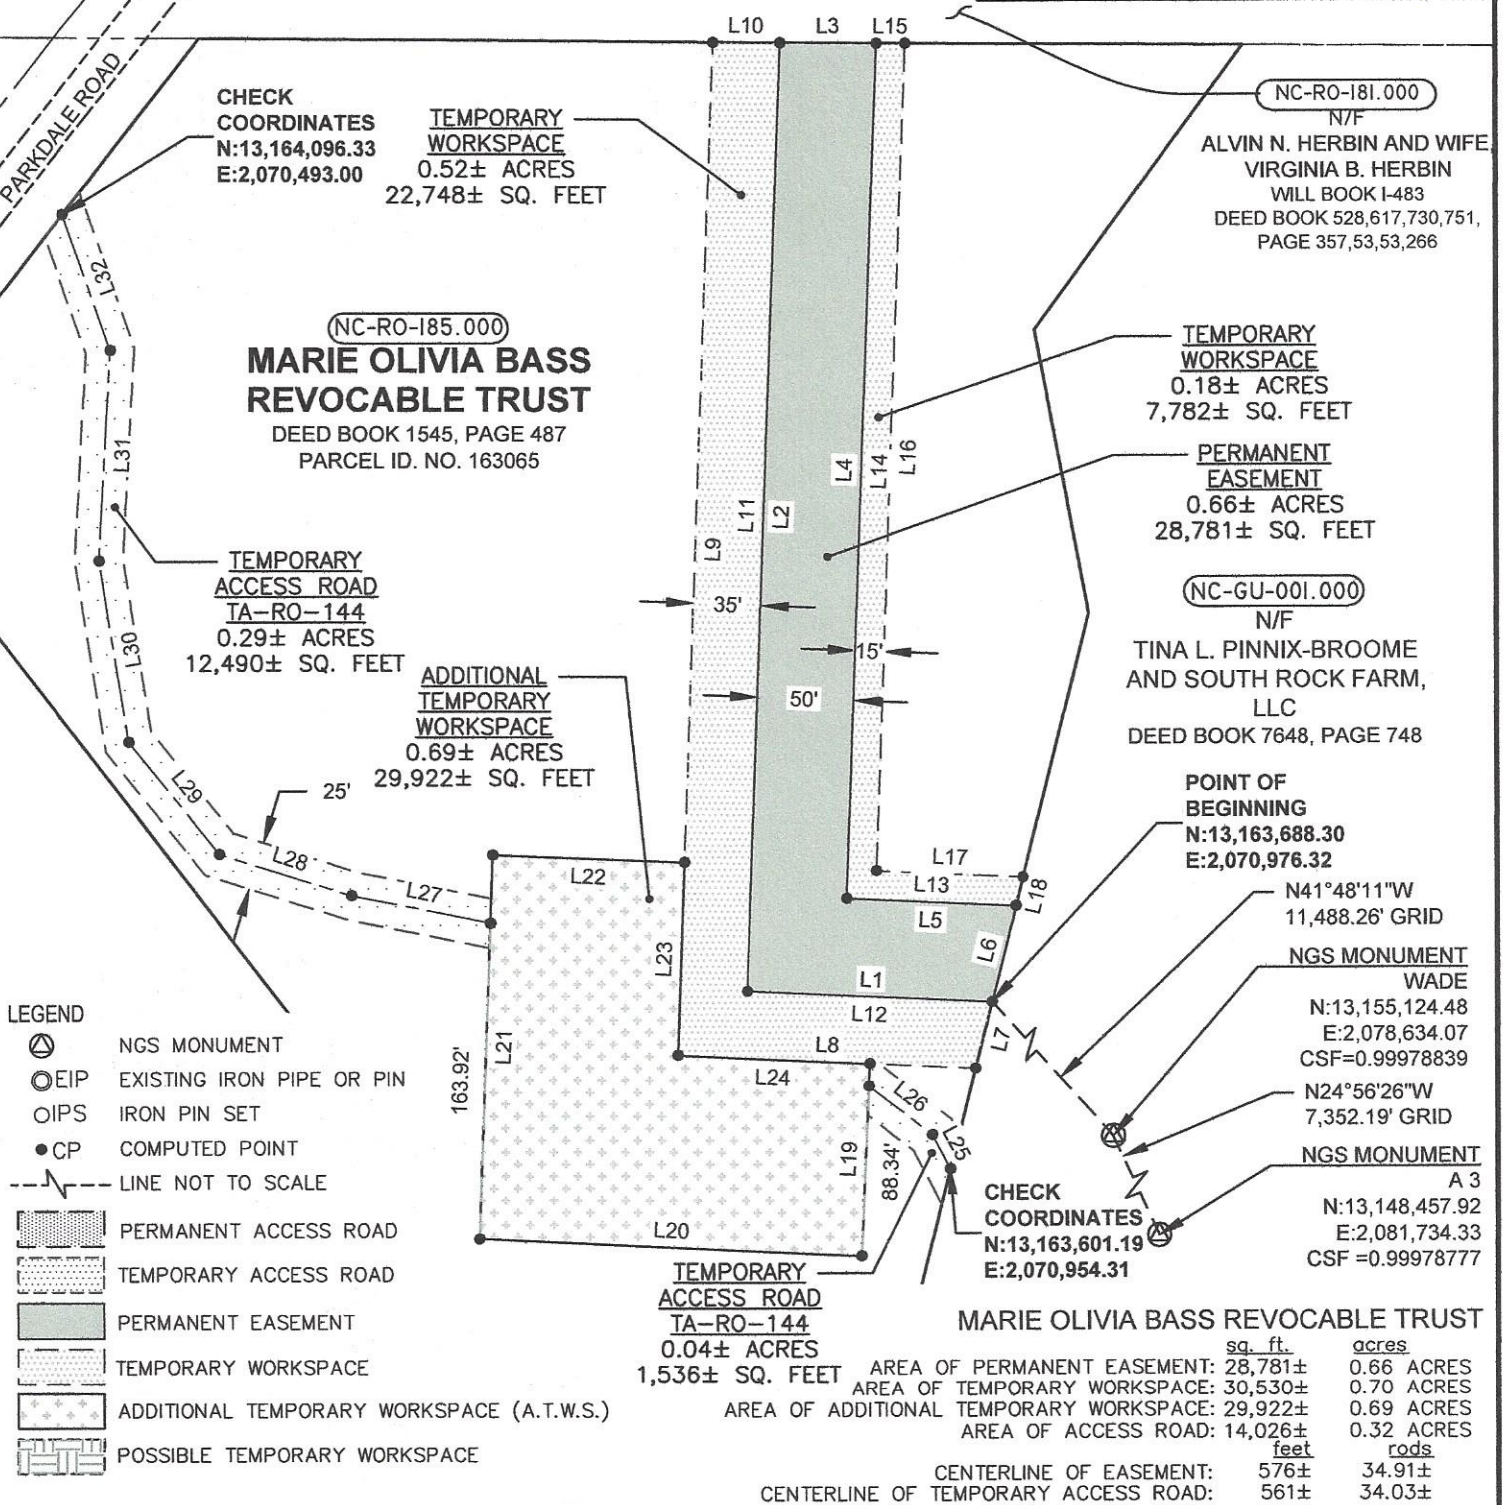 L10
L3
L15
PARKDALE ROAD
CHECK
COORDINATES
N:13,164,096.33
E:2,070,493.00
TEMPORARY
WORKSPACE
0.52± ACRES
22,748± SQ. FEET
NC-RO-181.000
N/F
ALVIN N. HERBIN AND WIFE,
VIRGINIA B. HERBIN
WILL BOOK I-483
DEED BOOK 528,617,730,751,
PAGE 357,53,53,266
L32
NC-RO-185.000
MARIE OLIVIA BASS
REVOCABLE TRUST
DEED BOOK 1545, PAGE 487
PARCEL ID. NO. 163065
TEMPORARY
WORKSPACE
0.18± ACRES
7,782± SQ. FEET
L31
L9
L11
L2
L4
L14
L16
PERMANENT
EASEMENT
0.66± ACRES
28,781± SQ. FEET
TEMPORARY
ACCESS ROAD
TA-RO-144
0.29± ACRES
12,490± SQ. FEET
35'
15'
50'
NC-GU-001.000
N/F
TINA L. PINNIX-BROOME
AND SOUTH ROCK FARM,
LLC
DEED BOOK 7648, PAGE 748
L30
ADDITIONAL
TEMPORARY
WORKSPACE
0.69± ACRES
29,922± SQ. FEET
L29
25'
L28
L27
L22
L17
L13
L18
L5
L6
POINT OF
BEGINNING
N:13,163,688.30
E:2,070,976.32
N41°48'11"W
11,488.26' GRID
NGS MONUMENT
WADE
N:13,155,124.48
E:2,078,634.07
CSF=0.99978839
N24°56'26"W
7,352.19' GRID
NGS MONUMENT
A 3
N:13,148,457.92
E:2,081,734.33
CSF =0.99978777
L23
L1
L12
L7
L8
L24
L21
163.92'
L26
L25
L19
88.34'
L20
CHECK
COORDINATES
N:13,163,601.19
E:2,070,954.31
TEMPORARY
ACCESS ROAD
TA-RO-144
0.04± ACRES
1,536± SQ. FEET
LEGEND
NGS MONUMENT
EIP EXISTING IRON PIPE OR PIN
IPS IRON PIN SET
CP COMPUTED POINT
LINE NOT TO SCALE
PERMANENT ACCESS ROAD
TEMPORARY ACCESS ROAD
PERMANENT EASEMENT
TEMPORARY WORKSPACE
ADDITIONAL TEMPORARY WORKSPACE (A.T.W.S.)
POSSIBLE TEMPORARY WORKSPACE
MARIE OLIVIA BASS REVOCABLE TRUST
sq. ft. acres
AREA OF PERMANENT EASEMENT: 28,781± 0.66 ACRES
AREA OF TEMPORARY WORKSPACE: 30,530± 0.70 ACRES
AREA OF ADDITIONAL TEMPORARY WORKSPACE: 29,922± 0.69 ACRES
AREA OF ACCESS ROAD: 14,026± 0.32 ACRES
feet rods
CENTERLINE OF EASEMENT: 576± 34.91±
CENTERLINE OF TEMPORARY ACCESS ROAD: 561± 34.03±